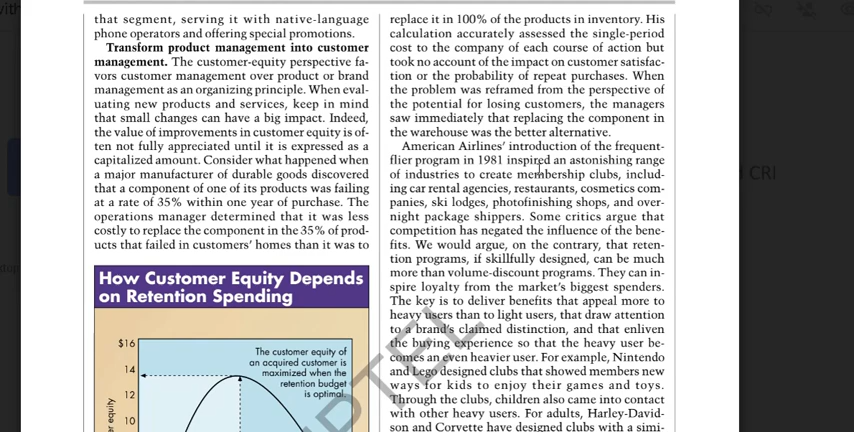 with
that segment, serving it with native-language
phone operators and offering special promotions.
Transform product management into customer
management. The customer-equity perspective fa-
vors customer management over product or brand
management as an organizing principle. When eval-
uating new products and services, keep in mind
that small changes can have a big impact. Indeed,
the value of improvements in customer equity is of-
ten not fully appreciated until it is expressed as a
capitalized amount. Consider what happened when
a major manufacturer of durable goods discovered
that a component of one of its products was failing
at a rate of 35% within one year of purchase. The
operations manager determined that it was less
costly to replace the component in the 35% of prod-
ucts that failed in customers' homes than it was to
How Customer Equity Depends
on Retention Spending
$16
14
12
10
The customer equity of
an acquired customer is
maximized when the
retention budget
is optimal.
equity
replace it in 100% of the products in inventory. His
calculation accurately assessed the single-period
cost to the company of each course of action but
took no account of the impact on customer satisfac-
tion or the probability of repeat purchases. When
the problem was reframed from the perspective of
the potential for losing customers, the managers
saw immediately that replacing the component in
the warehouse was the better alternative.
American Airlines' introduction of the frequent-
flier program in 1981 inspired an astonishing range
of industries to create membership clubs, includ-
ing car rental agencies, restaurants, cosmetics com-
panies, ski lodges, photofinishing shops, and over-
night package shippers. Some critics argue that
competition has negated the influence of the bene-
fits. We would argue, on the contrary, that reten-
tion programs, if skillfully designed, can be much
more than volume-discount programs. They can in-
spire loyalty from the market's biggest spenders.
The key is to deliver benefits that appeal more to
heavy users than to light users, that draw attention
to a brand's claimed distinction, and that enliven
the buying experience so that the heavy user be-
comes an even heavier user. For example, Nintendo
and Lego designed clubs that showed members new
ways for kids to enjoy their games and toys.
Through the clubs, children also came into contact
with other heavy users. For adults, Harley-David-
son and Corvette have designed clubs with a simi-
PTEL
CRI